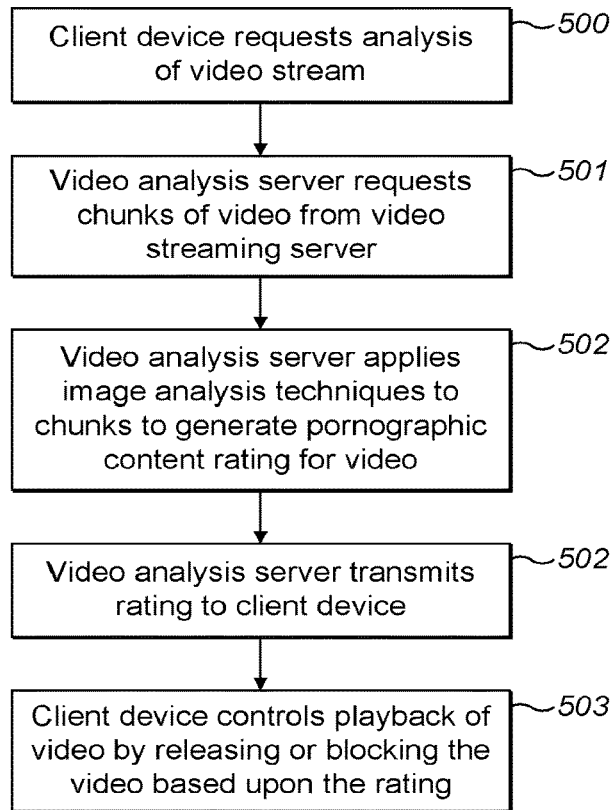 Client device requests analysis
of video stream
500
Video analysis server requests
chunks of video from video
streaming server
501
Video analysis server applies
image analysis techniques to
chunks to generate pornographic
content rating for video
502
Video analysis server transmits
rating to client device
502
Client device controls playback of
video by releasing or blocking the
video based upon the rating
503